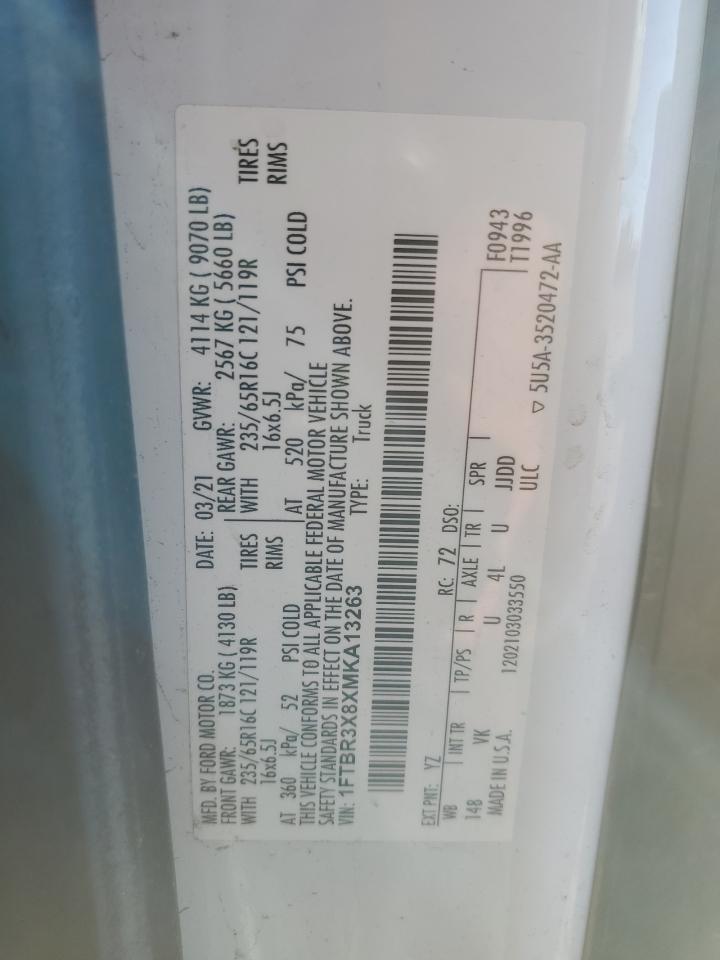 MFD. BY FORD MOTOR CO. DATE: 03/21 GVWR: 4114 KG ( 9070 LB)
FRONT GAWR: 1873 KG ( 4130 LB) REAR GAWR: 2567 KG ( 5660 LB)
WITH 235/65R16C 121/119R TIRES WITH 235/65R16C 121/119R TIRES
16x6.5J RIMS 16x6.5J RIMS
AT 360 kPa/ 52 PSI COLD AT 520 kPa/ 75 PSI COLD
THIS VEHICLE CONFORMS TO ALL APPLICABLE FEDERAL MOTOR VEHICLE
SAFETY STANDARDS IN EFFECT ON THE DATE OF MANUFACTURE SHOWN ABOVE.
VIN: 1FTBR3X8XMKA13263 TYPE: Truck
EXT PNT: YZ RC: 72 DSO:
WB INT TR TP/PS R AXLE TR SPR F0943
148 VK U 4L U JJDD T1996
MADE IN U.S.A. 1202103033550 ULC
▽ 5U5A-3520472-AA